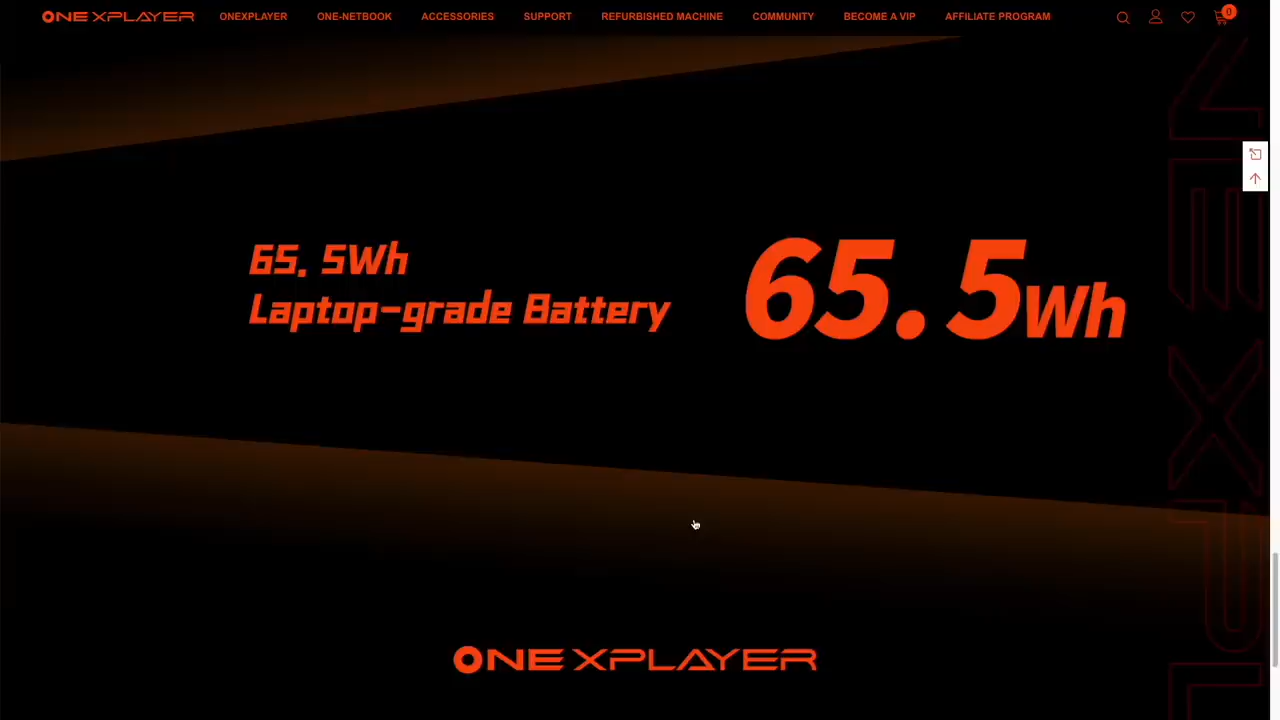 ONEXPLAYER
ONEXPLAYER ONE-NETBOOK ACCESSORIES SUPPORT REFURBISHED MACHINE COMMUNITY BECOME A VIP AFFILIATE PROGRAM
0
65. 5Wh
Laptop-grade Battery
65. 5Wh
ONEXPLAYER